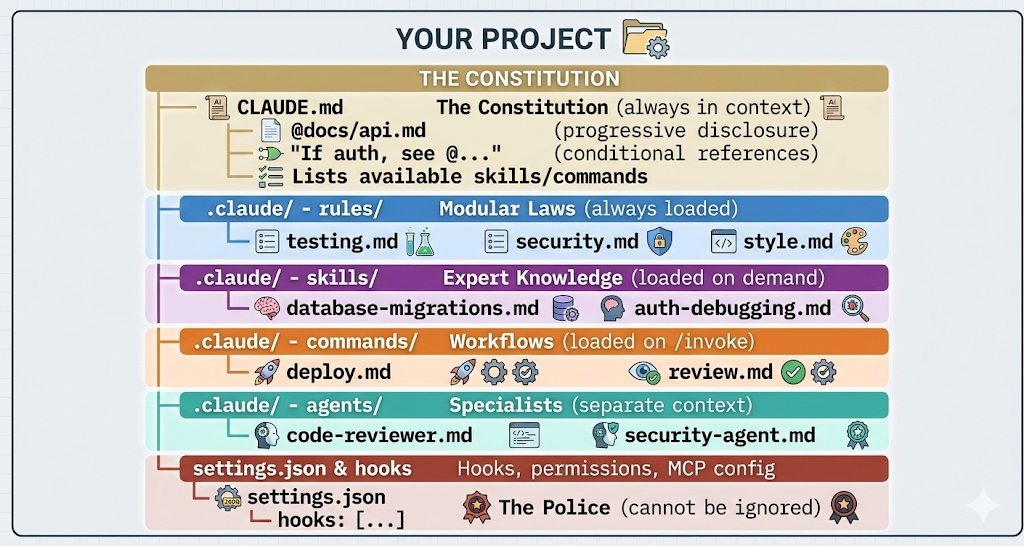 YOUR PROJECT
THE CONSTITUTION
AI CLAUDE.md The Constitution (always in context) AI
@docs/api.md (progressive disclosure)
"If auth, see @..." (conditional references)
Lists available skills/commands
.claude/ - rules/ Modular Laws (always loaded)
testing.md security.md </> style.md
.claude/ - skills/ Expert Knowledge (loaded on demand)
database-migrations.md auth-debugging.md
.claude/ - commands/ Workflows (loaded on /invoke)
deploy.md review.md
.claude/ - agents/ Specialists (separate context)
code-reviewer.md </> security-agent.md
settings.json & hooks Hooks, permissions, MCP config
settings.json The Police (cannot be ignored)
hooks: [...]